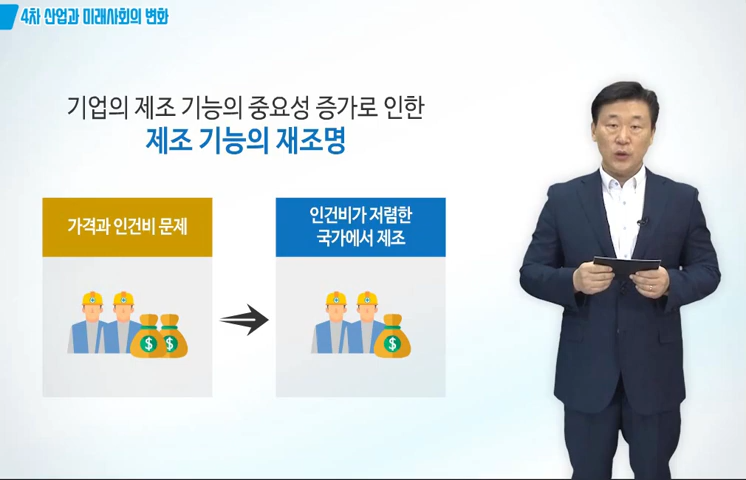 4차 산업과 미래사회의 변화
기업의 제조 기능의 중요성 증가로 인한
제조 기능의 재조명
가격과 인건비 문제
인건비가 저렴한
국가에서 제조
$
$
$